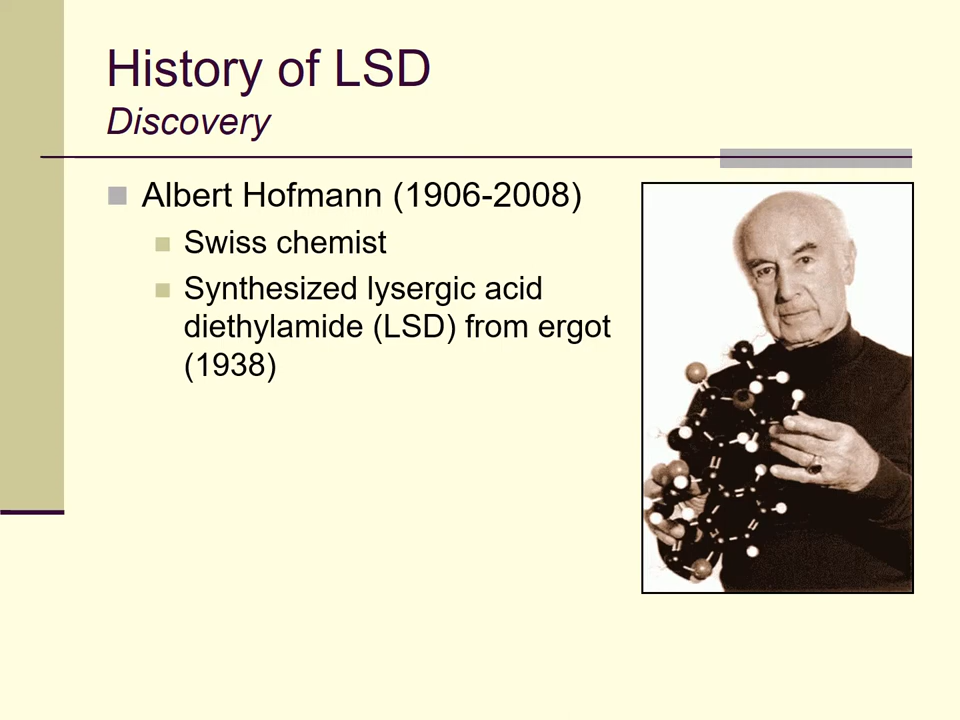 History of LSD
Discovery
Albert Hofmann (1906-2008)
Swiss chemist
Synthesized lysergic acid
diethylamide (LSD) from ergot
(1938)